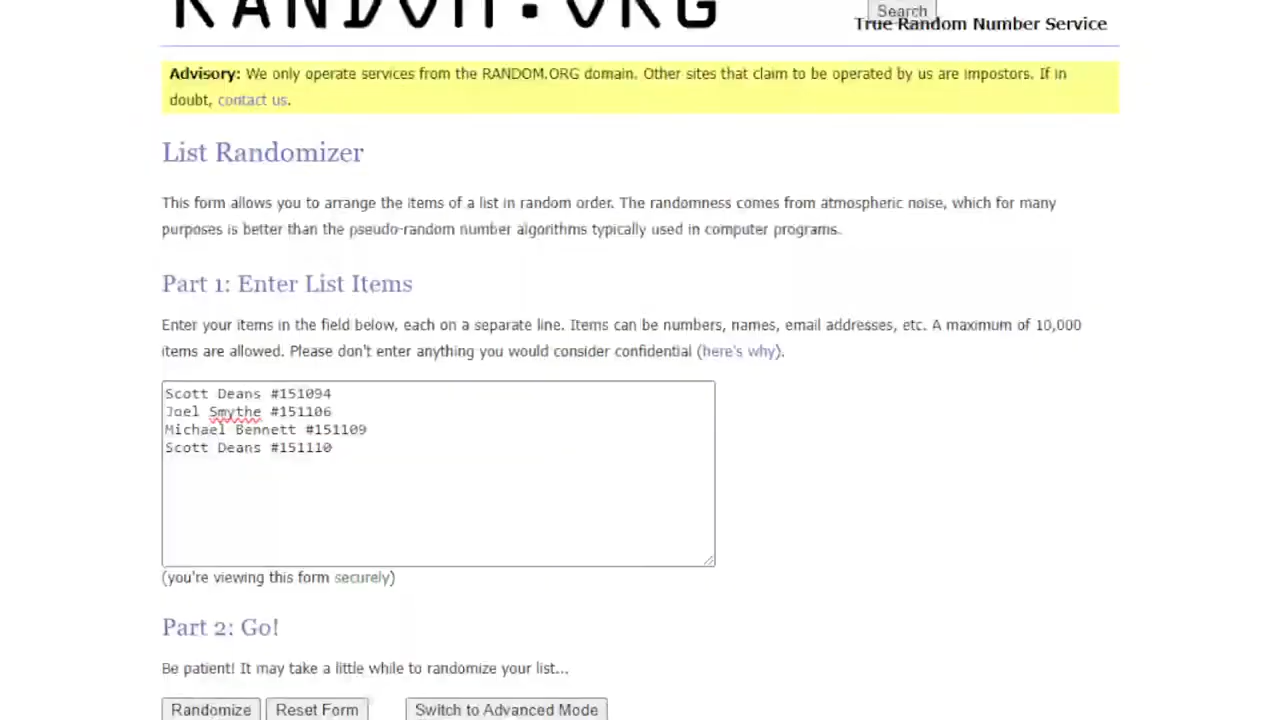 RANDOM.ORG
Search
True Random Number Service
Advisory: We only operate services from the RANDOM.ORG domain. Other sites that claim to be operated by us are impostors. If in
doubt, contact us.
List Randomizer
This form allows you to arrange the items of a list in random order. The randomness comes from atmospheric noise, which for many
purposes is better than the pseudo-random number algorithms typically used in computer programs.
Part 1: Enter List Items
Enter your items in the field below, each on a separate line. Items can be numbers, names, email addresses, etc. A maximum of 10,000
items are allowed. Please don't enter anything you would consider confidential (here's why).
Scott Deans #151094
Joel Smythe #151106
Michael Bennett #151109
Scott Deans #151110
(you're viewing this form securely)
Part 2: Go!
Be patient! It may take a little while to randomize your list...
Randomize Reset Form Switch to Advanced Mode